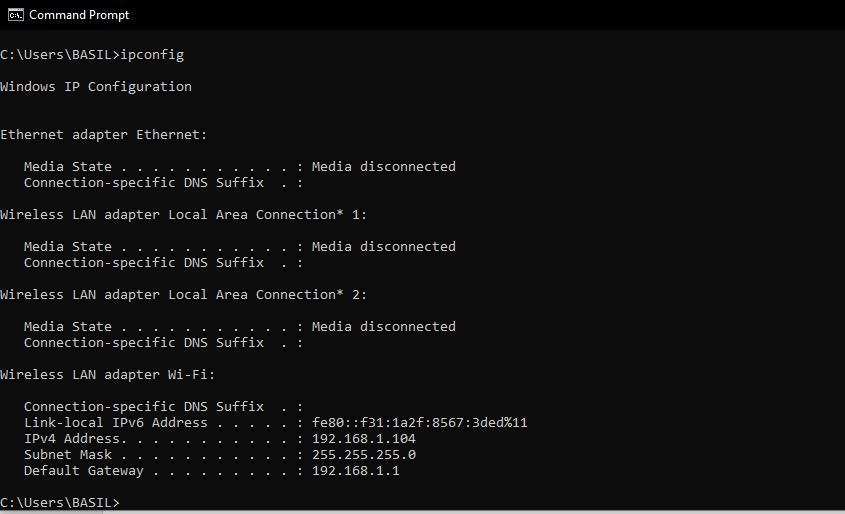 Command Prompt
C:\Users\BASIL>ipconfig
Windows IP Configuration
Ethernet adapter Ethernet:
   Media State . . . . . . . . . . . : Media disconnected
   Connection-specific DNS Suffix  . :
Wireless LAN adapter Local Area Connection* 1:
   Media State . . . . . . . . . . . : Media disconnected
   Connection-specific DNS Suffix  . :
Wireless LAN adapter Local Area Connection* 2:
   Media State . . . . . . . . . . . : Media disconnected
   Connection-specific DNS Suffix  . :
Wireless LAN adapter Wi-Fi:
   Connection-specific DNS Suffix  . :
   Link-local IPv6 Address . . . . . : fe80::f31:1a2f:8567:3ded%11
   IPv4 Address. . . . . . . . . . . : 192.168.1.104
   Subnet Mask . . . . . . . . . . . : 255.255.255.0
   Default Gateway . . . . . . . . . : 192.168.1.1
C:\Users\BASIL>